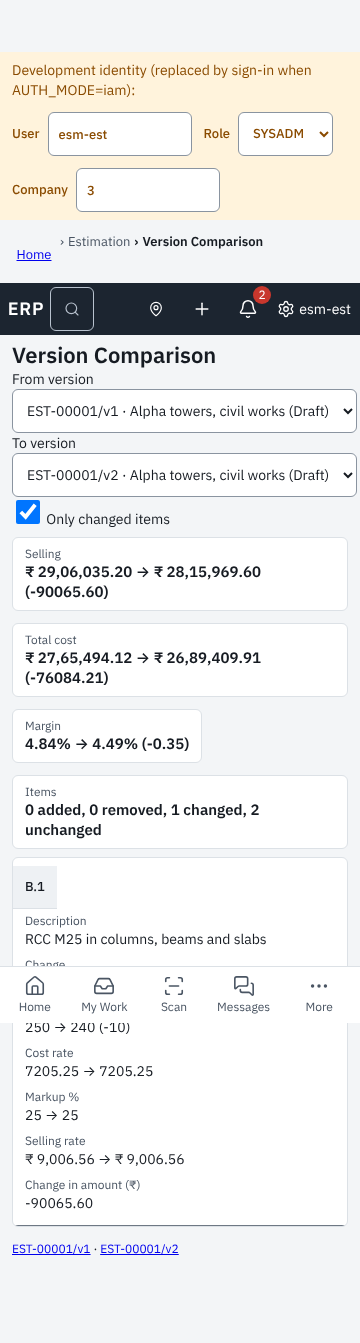 Development identity (replaced by sign-in when
AUTH_MODE=iam):
User esm-est Role SYSADM
Company 3
› Estimation › Version Comparison
Home
ERP 2 esm-est
Version Comparison
From version
EST-00001/v1 · Alpha towers, civil works (Draft)
To version
EST-00001/v2 · Alpha towers, civil works (Draft)
Only changed items
Selling
₹ 29,06,035.20 → ₹ 28,15,969.60
(-90065.60)
Total cost
₹ 27,65,494.12 → ₹ 26,89,409.91
(-76084.21)
Margin
4.84% → 4.49% (-0.35)
Items
0 added, 0 removed, 1 changed, 2
unchanged
B.1
Description
RCC M25 in columns, beams and slabs
Change
Home My Work Scan Messages More
250 → 240 (-10)
Cost rate
7205.25 → 7205.25
Markup %
25 → 25
Selling rate
₹ 9,006.56 → ₹ 9,006.56
Change in amount (₹)
-90065.60
EST-00001/v1 · EST-00001/v2